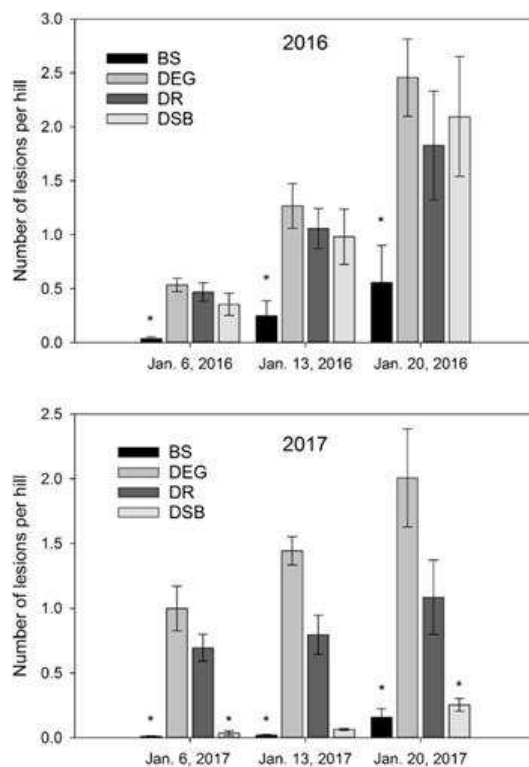 3.0
2016
BS
DEG
DR
DSB
2.5
2.0
1.5
1.0
0.5
0.0
Number of lesions per hill
*
*
*
Jan. 6, 2016 Jan. 13, 2016 Jan. 20, 2016
2017
BS
DEG
DR
DSB
2.5
2.0
1.5
1.0
0.5
0.0
Number of lesions per hill
* * * * *
Jan. 6, 2017 Jan. 13, 2017 Jan. 20, 2017